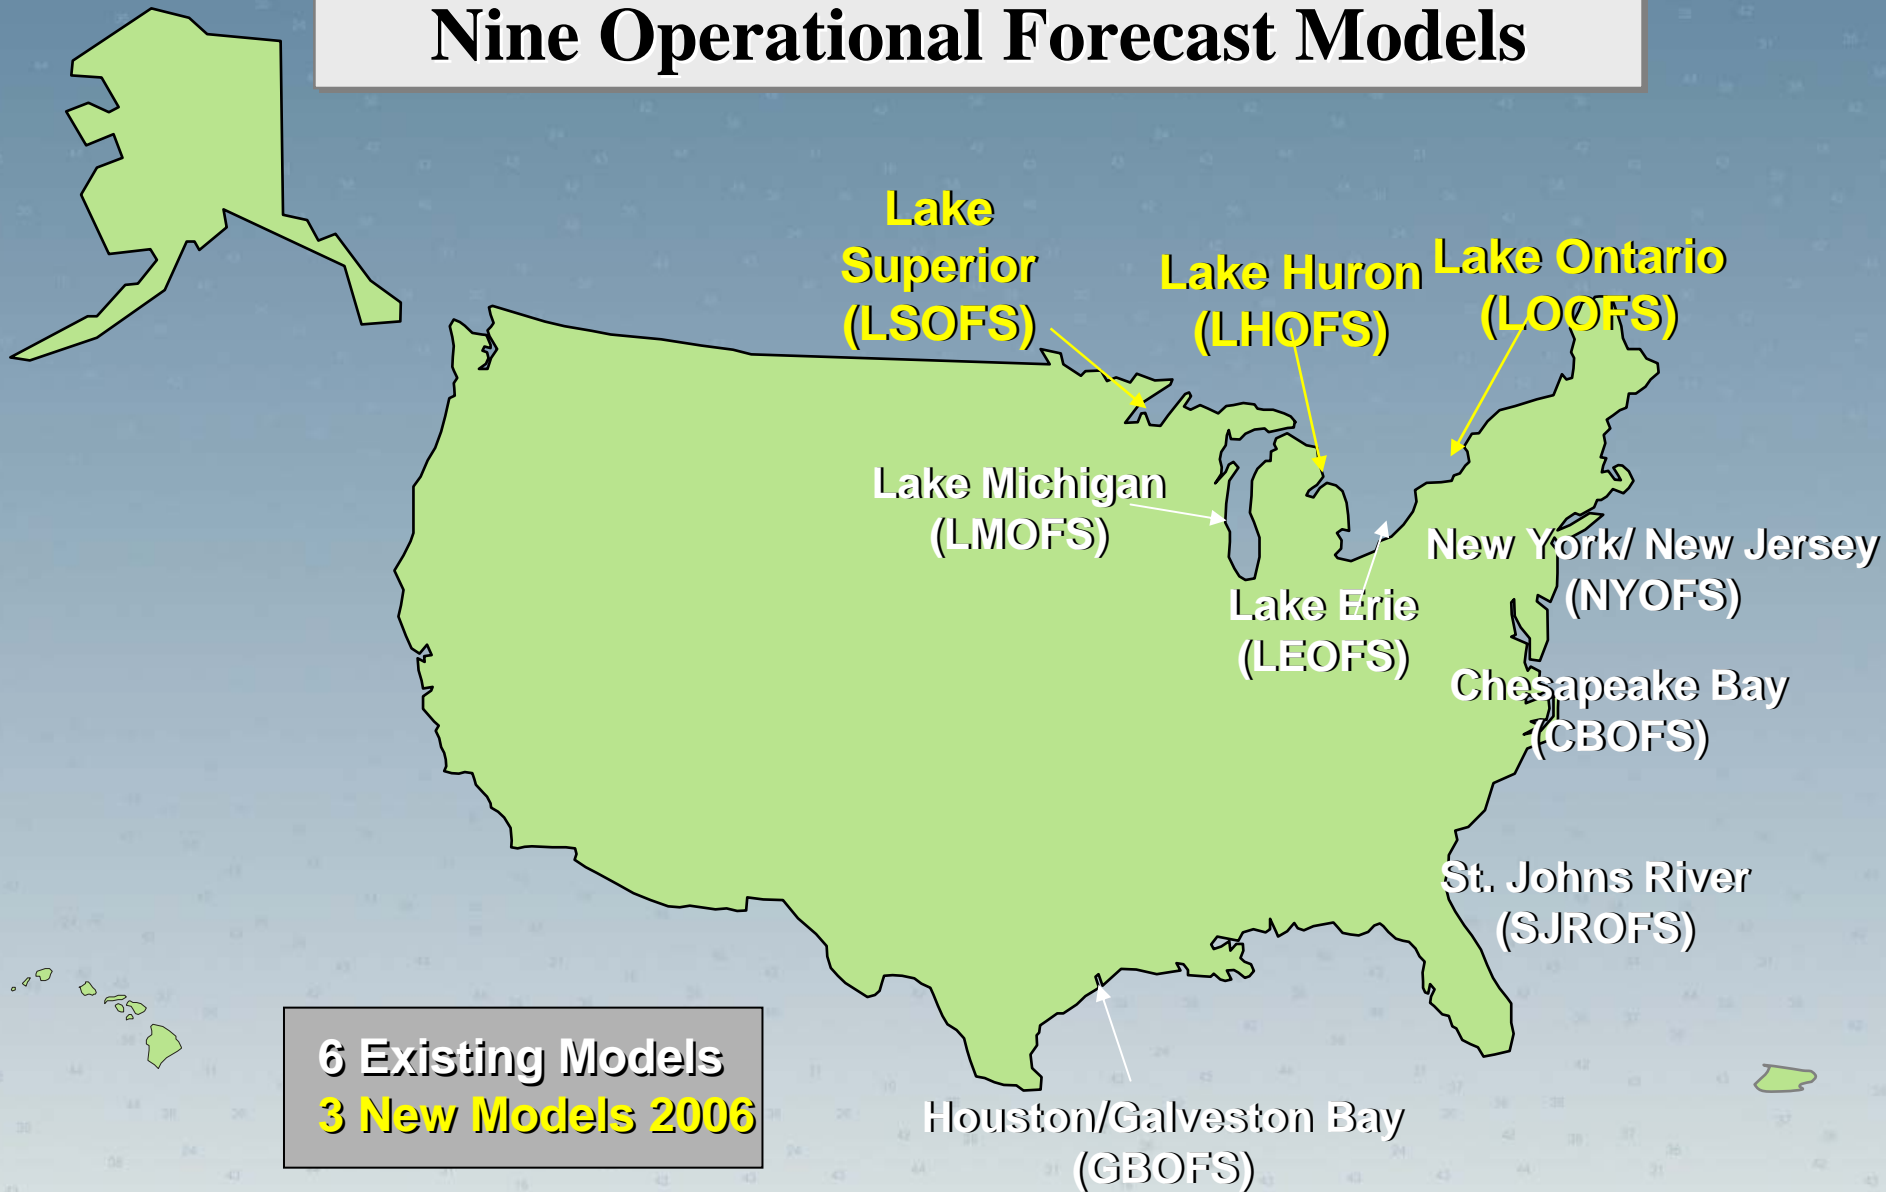 Nine Operational Forecast Models
Lake
Superior
(LSOFS)
Lake Huron
(LHOFS)
Lake Ontario
(LOOFS)
Lake Michigan
(LMOFS)
New York/ New Jersey
(NYOFS)
Lake Erie
(LEOFS)
Chesapeake Bay
(CBOFS)
St. Johns River
(SJROFS)
6 Existing Models
3 New Models 2006
Houston/Galveston Bay
(GBOFS)